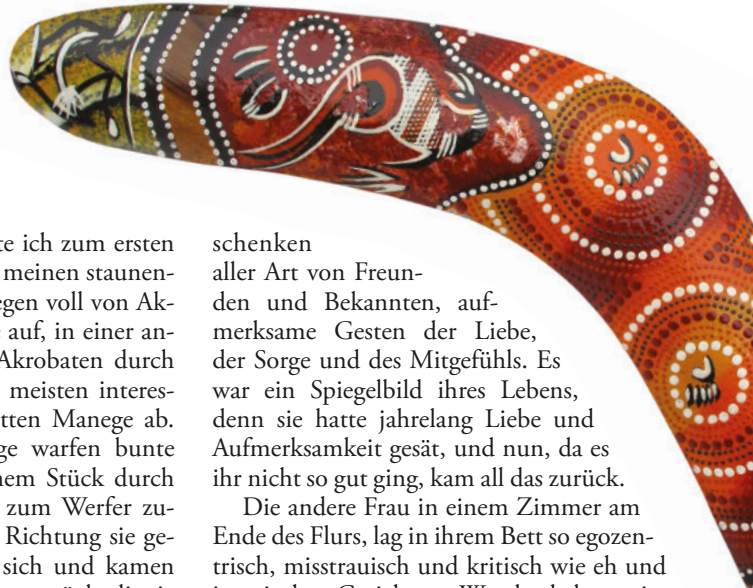 te ich zum ersten
meinen staunen-
egen voll von Ak-
auf, in einer an-
Akrobaten durch
meisten interes-
tten Manege ab.
ge warfen bunte
nem Stück durch
zum Werfer zu-
Richtung sie ge-
sich und kamen
schenken
aller Art von Freun-
den und Bekannten, auf-
merksame Gesten der Liebe,
der Sorge und des Mitgefühls. Es
war ein Spiegelbild ihres Lebens,
denn sie hatte jahrelang Liebe und
Aufmerksamkeit gesät, und nun, da es
ihr nicht so gut ging, kam all das zurück.
Die andere Frau in einem Zimmer am
Ende des Flurs, lag in ihrem Bett so egozen-
trisch, misstrauisch und kritisch wie eh und